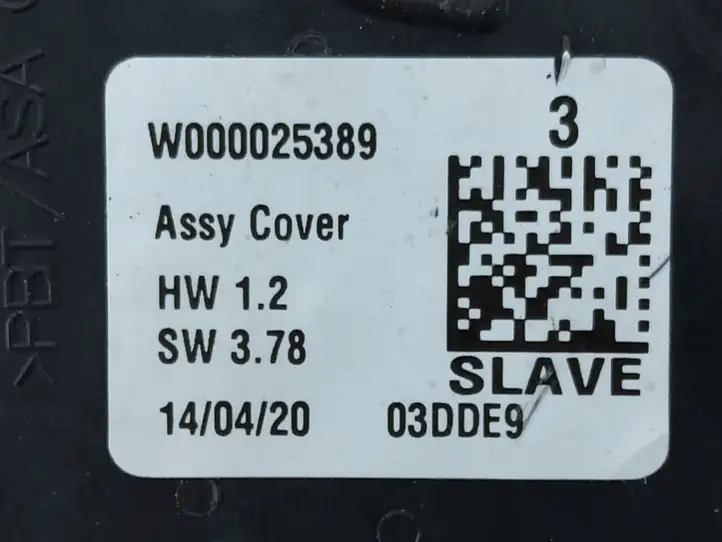 W000025389
3
Assy Cover
HW 1.2
SW 3.78
SLAVE
14/04/20 03DDE9
>PBT/ASA